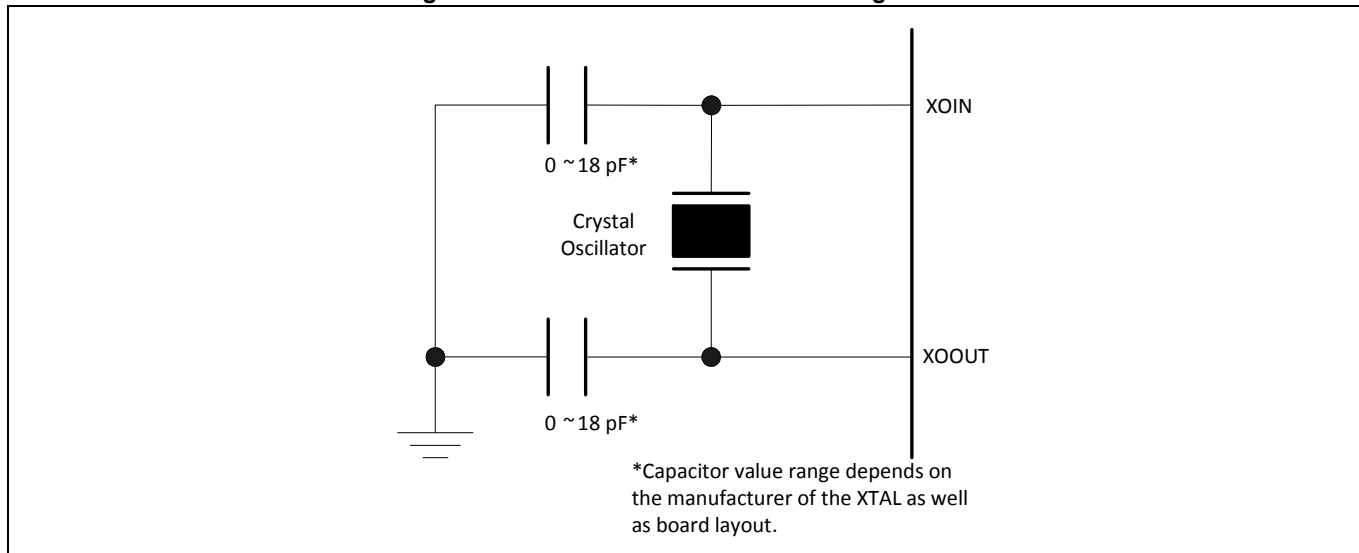 XOIN
0 ~18 pF*
Crystal
Oscillator
XOOUT
0 ~18 pF*
*Capacitor value range depends on
the manufacturer of the XTAL as well
as board layout.